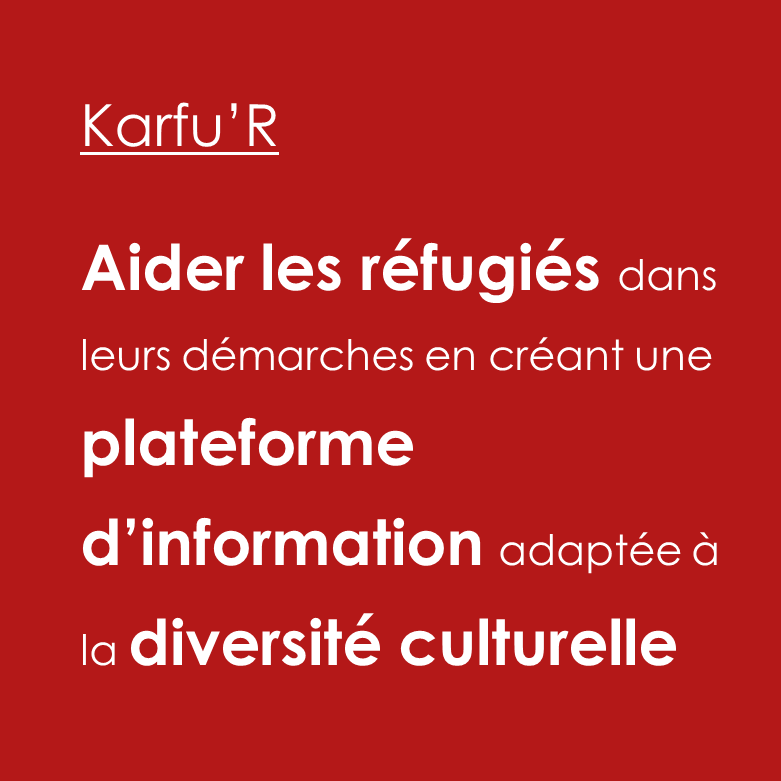 Karfu’R
Aider les réfugiés dans
leurs démarches en créant une
plateforme
d’information adaptée à
la diversité culturelle